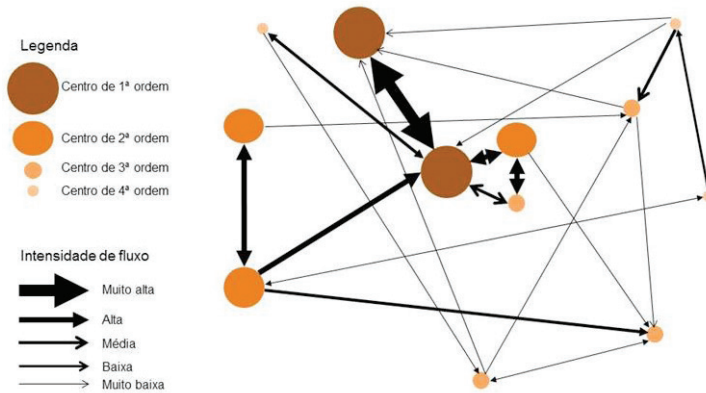 Legenda
Centro de 1ª ordem
Centro de 2ª ordem
Centro de 3ª ordem
Centro de 4ª ordem
Intensidade de fluxo
Muito alta
Alta
Média
Baixa
Muito baixa